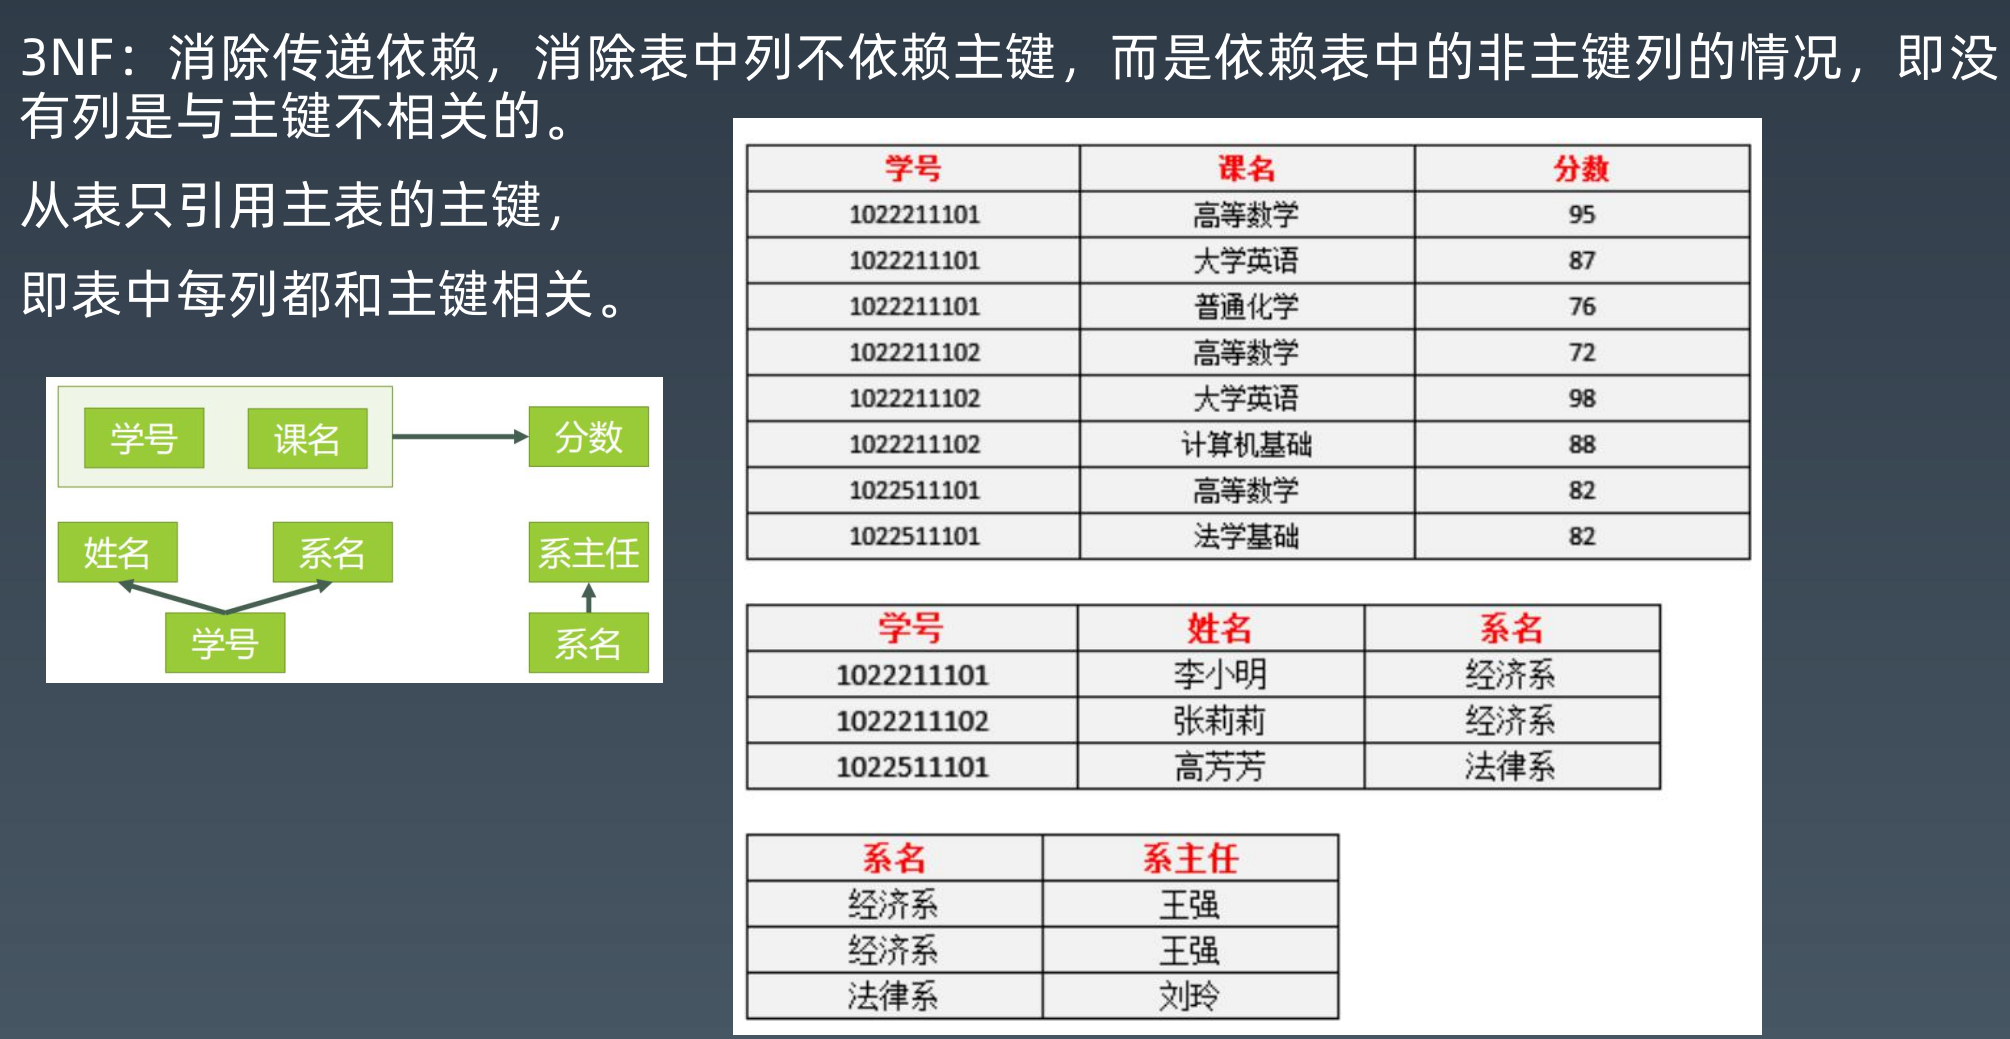 3NF：消除传递依赖，消除表中列不依赖主键，而是依赖表中的非主键列的情况，即没
有列是与主键不相关的。
从表只引用主表的主键，
即表中每列都和主键相关。
学号 课名 分数
姓名 系名 系主任
学号 系名
学号 课名 分数
1022211101 高等数学 95
1022211101 大学英语 87
1022211101 普通化学 76
1022211102 高等数学 72
1022211102 大学英语 98
1022211102 计算机基础 88
1022511101 高等数学 82
1022511101 法学基础 82
学号 姓名 系名
1022211101 李小明 经济系
1022211102 张莉莉 经济系
1022511101 高芳芳 法律系
系名 系主任
经济系 王强
经济系 王强
法律系 刘玲